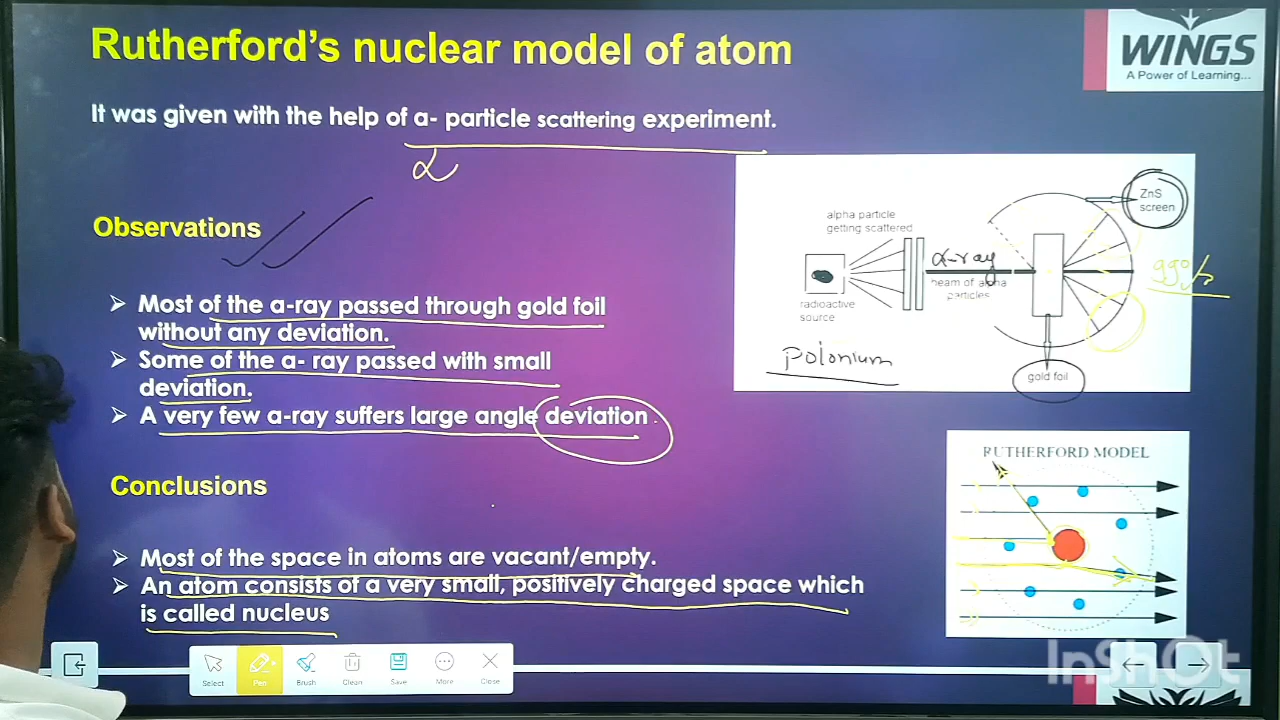 Rutherford's nuclear model of atom
WINGS
A Power of Learning...
It was given with the help of a- particle scattering experiment.
α
Observations
Most of the a-ray passed through gold foil
without any deviation.
Some of the a- ray passed with small
deviation.
A very few a-ray suffers large angle deviation.
alpha particle
getting scattered
ZnS
screen
α-ray
beam of alpha
particles
99%
radioactive
source
Polonium
gold foil
Conclusions
Most of the space in atoms are vacant/empty.
An atom consists of a very small, positively charged space which
is called nucleus
RUTHERFORD MODEL
Select
Pen
Brush
Clean
Save
More
Close
InShOt